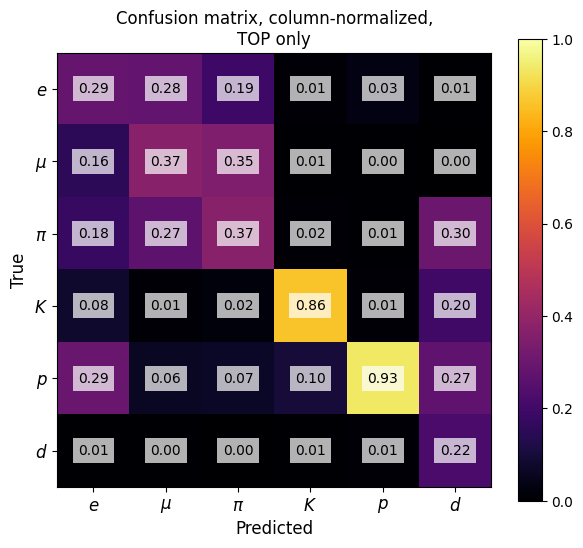 Confusion matrix, column-normalized,
TOP only
1.0
e 0.29 0.28 0.19 0.01 0.03 0.01
μ 0.16 0.37 0.35 0.01 0.00 0.00
0.8
π 0.18 0.27 0.37 0.02 0.01 0.30
0.6
True
K 0.08 0.01 0.02 0.86 0.01 0.20
0.4
p 0.29 0.06 0.07 0.10 0.93 0.27
0.2
d 0.01 0.00 0.00 0.01 0.01 0.22
0.0
e μ π K p d
Predicted